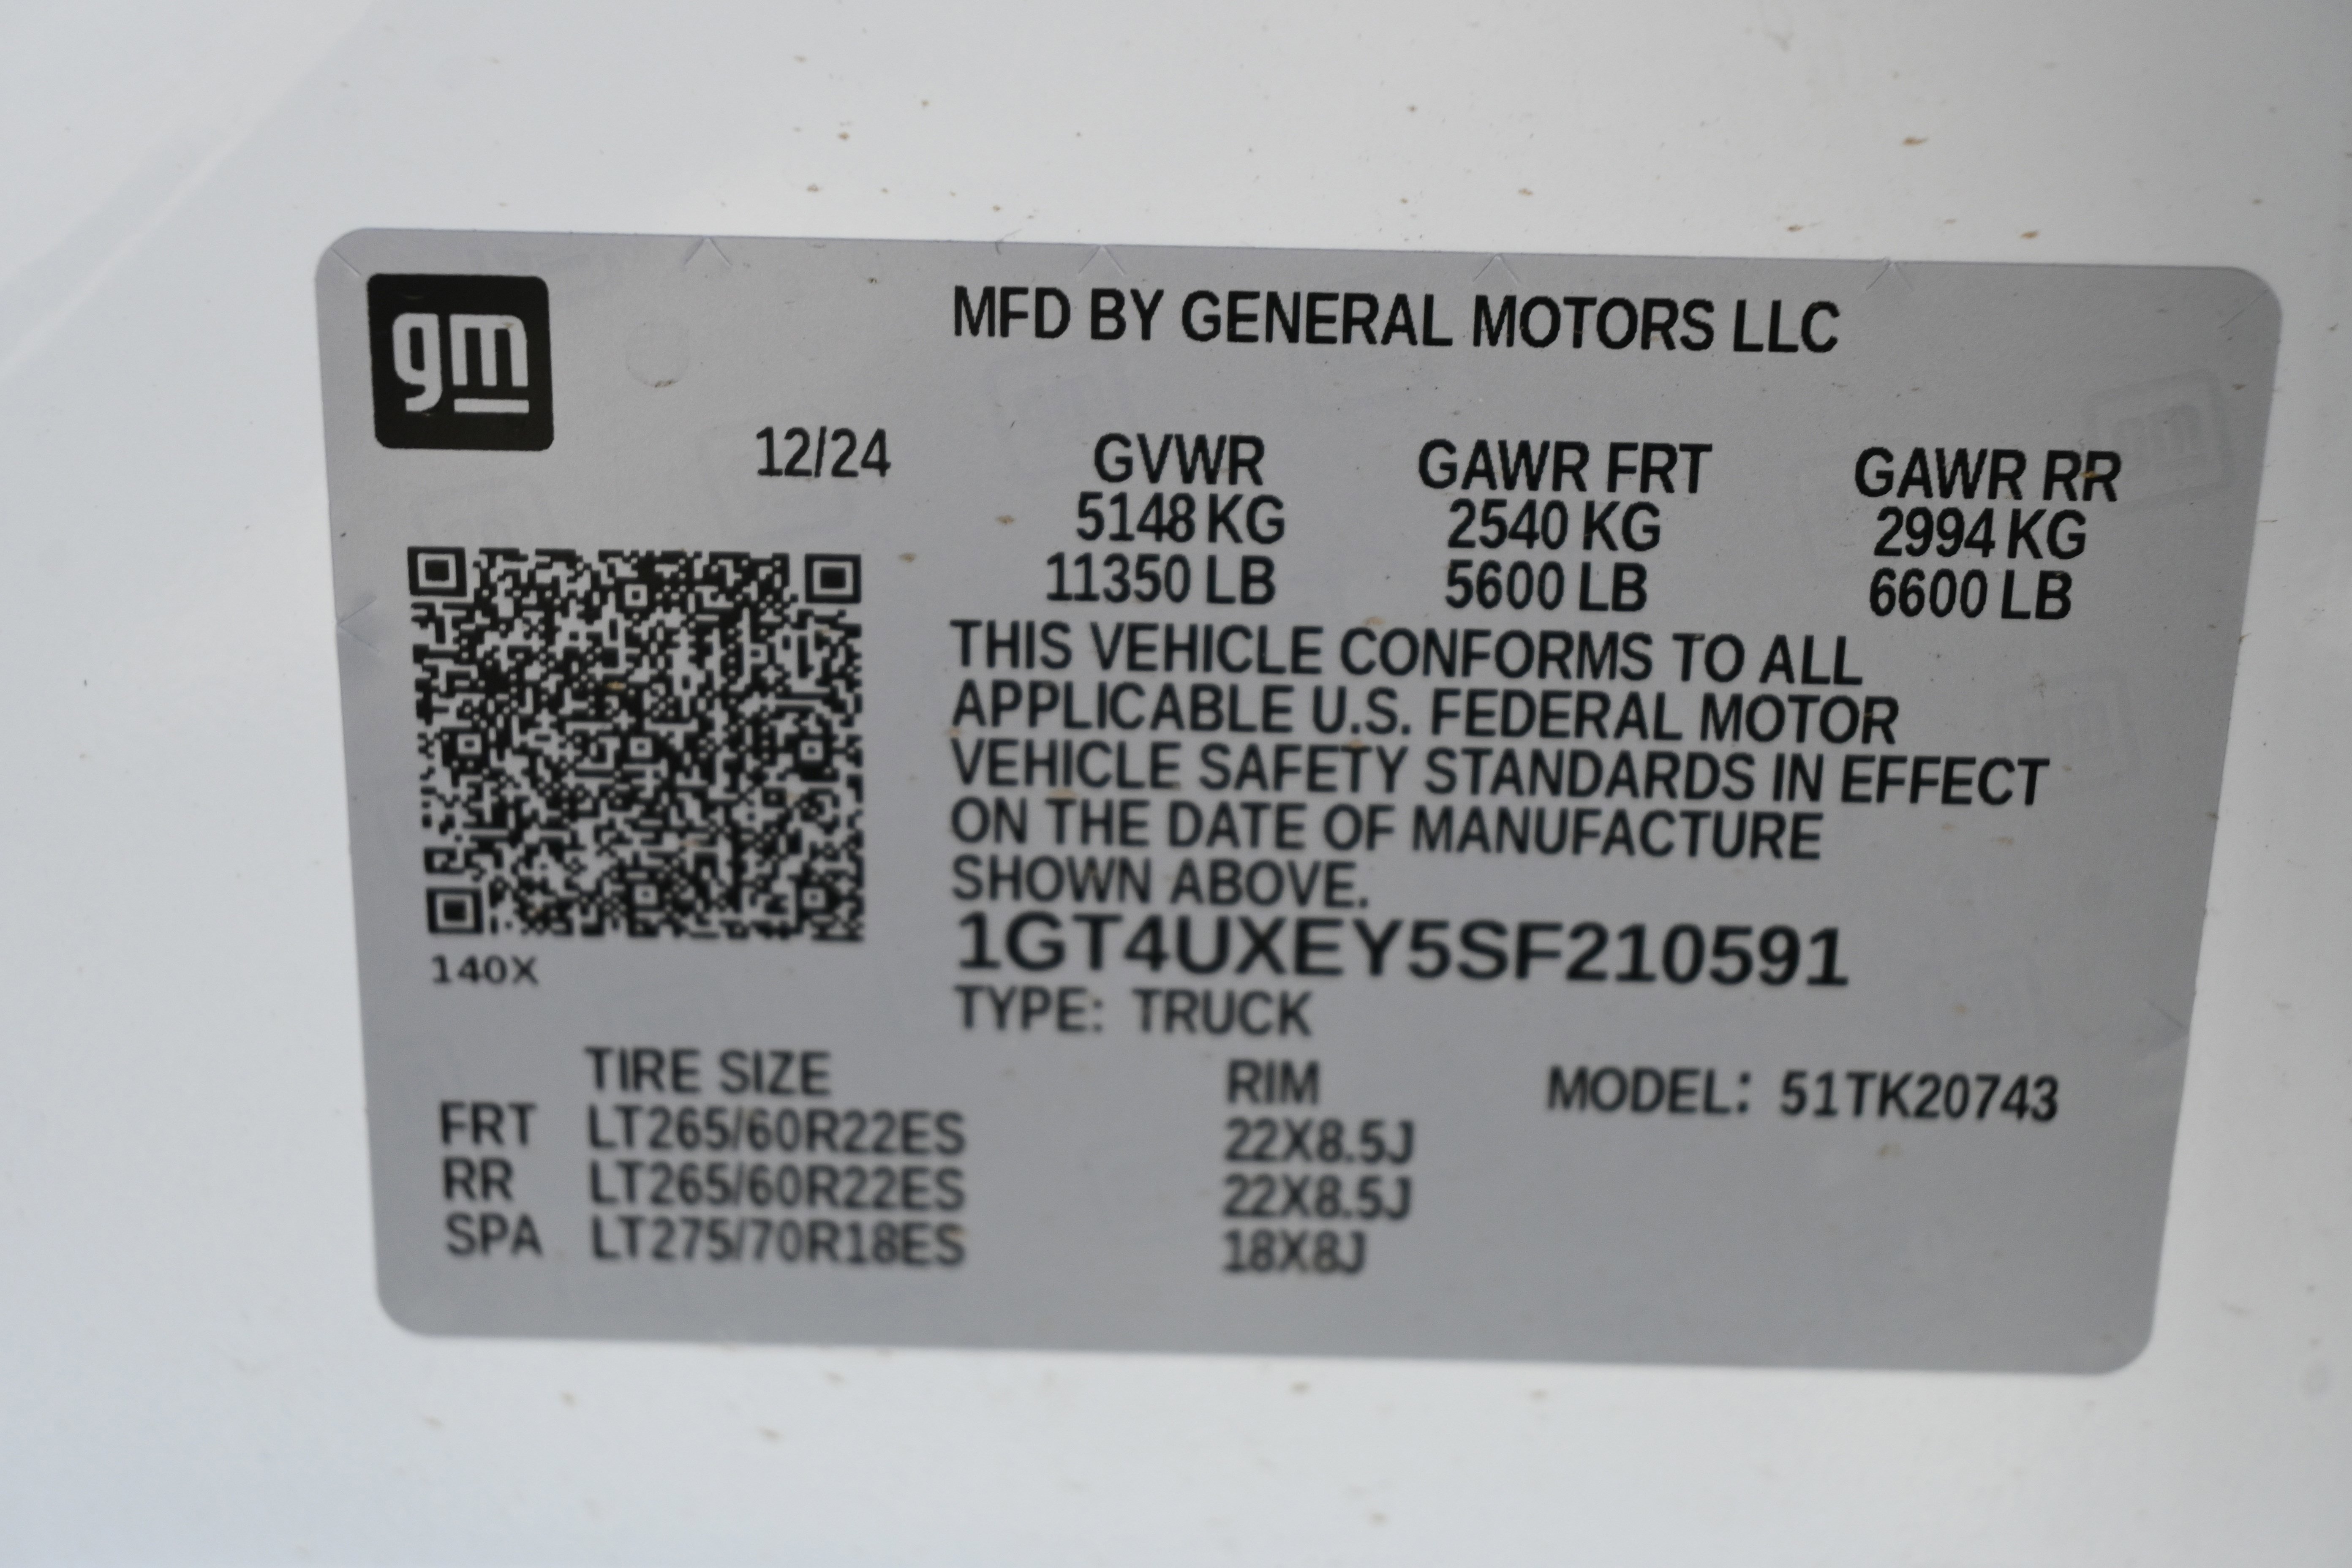 gm
MFD BY GENERAL MOTORS LLC
12/24 GVWR GAWR FRT GAWR RR
5148 KG 2540 KG 2994 KG
11350 LB 5600 LB 6600 LB
THIS VEHICLE CONFORMS TO ALL
APPLICABLE U.S. FEDERAL MOTOR
VEHICLE SAFETY STANDARDS IN EFFECT
ON THE DATE OF MANUFACTURE
SHOWN ABOVE.
1GT4UXEY5SF210591
140X
TYPE: TRUCK
TIRE SIZE RIM MODEL: 51TK20743
FRT LT265/60R22ES 22X8.5J
RR LT265/60R22ES 22X8.5J
SPA LT275/70R18ES 18X8J